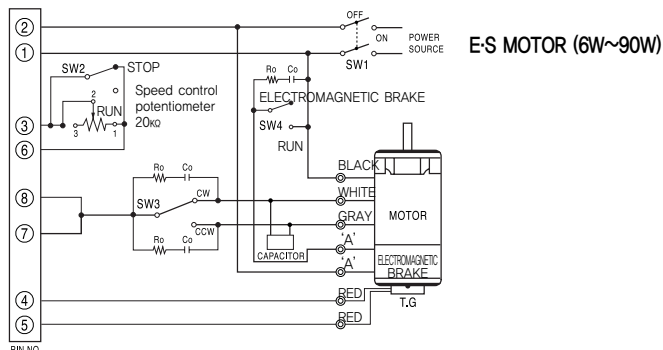 E·S MOTOR (6W~90W)
OFF
ON
POWER
SOURCE
SW1
②
①
SW2
STOP
2
RUN
3
1
Speed control
potentiometer
20KΩ
③
⑥
Ro Co
ELECTROMAGNETIC BRAKE
SW4
RUN
BLACK
WHITE
GRAY
'A'
'A'
RED
RED
MOTOR
ELECTROMAGNETIC
BRAKE
T.G
⑧
⑦
Ro Co
SW3
CW
CCW
Ro Co
CAPACITOR
④
⑤
PIN NO